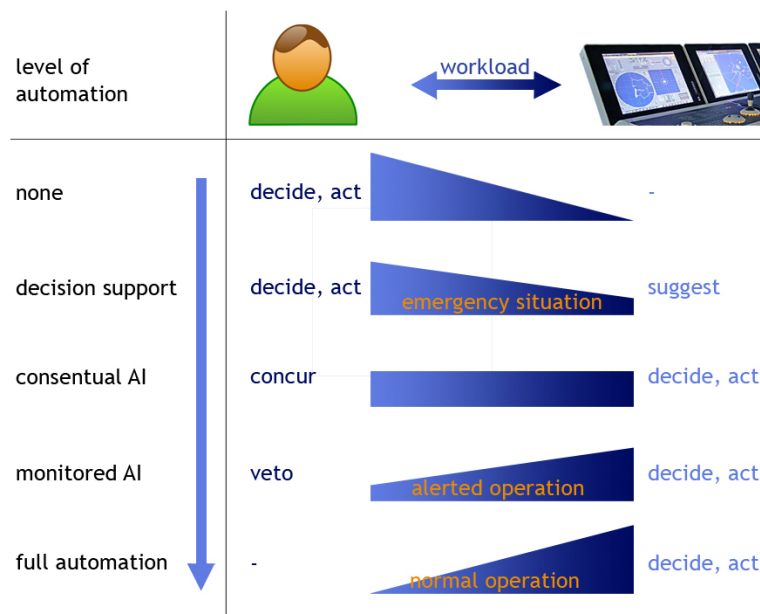 level of
automation
workload
none
decide, act
-
decision support
decide, act
emergency situation
suggest
consentual AI
concur
decide, act
monitored AI
veto
alerted operation
decide, act
full automation
-
normal operation
decide, act